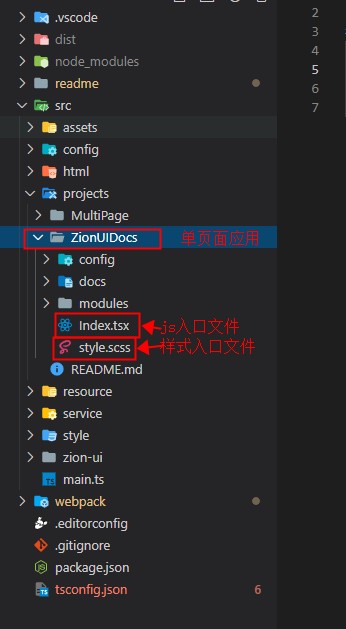 .vscode
2
dist
3
node_modules
4
readme
5
src
6
assets
7
config
html
projects
MultiPage
ZionUIDocs 单页面应用
config
docs
modules
Index.tsx js入口文件
style.scss 样式入口文件
README.md
resource
service
style
zion-ui
main.ts
webpack
.editorconfig
.gitignore
package.json
tsconfig.json 6